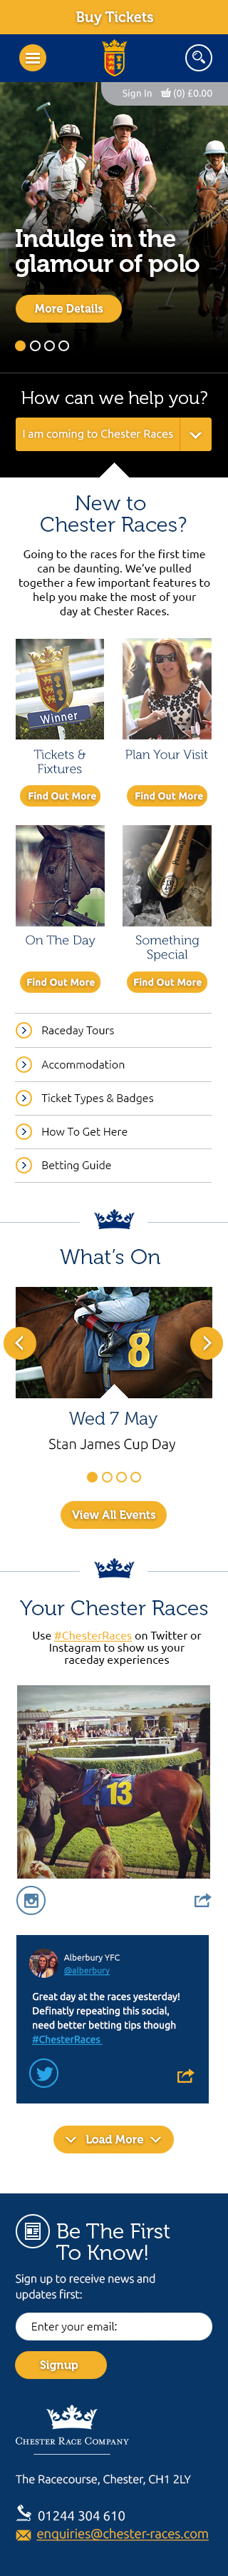 Buy Tickets
Sign In (0) £0.00
Indulge in the
glamour of polo
More Details
How can we help you?
I am coming to Chester Races
New to
Chester Races?
Going to the races for the first time
can be daunting. We’ve pulled
together a few important features to
help you make the most of your
day at Chester Races.
Winner
Tickets &
Fixtures
Plan Your Visit
Find Out More
Find Out More
On The Day
Something
Special
Find Out More
Find Out More
Raceday Tours
Accommodation
Ticket Types & Badges
How To Get Here
Betting Guide
What’s On
8
Wed 7 May
Stan James Cup Day
View All Events
Your Chester Races
Use #ChesterRaces on Twitter or
Instagram to show us your
raceday experiences
13
Alberbury YFC
@alberbury
Great day at the races yesterday!
Definatly repeating this social,
need better betting tips though
#ChesterRaces
Load More
Be The First
To Know!
Sign up to receive news and
updates first:
Enter your email:
Signup
Chester Race Company
The Racecourse, Chester, CH1 2LY
01244 304 610
enquiries@chester-races.com